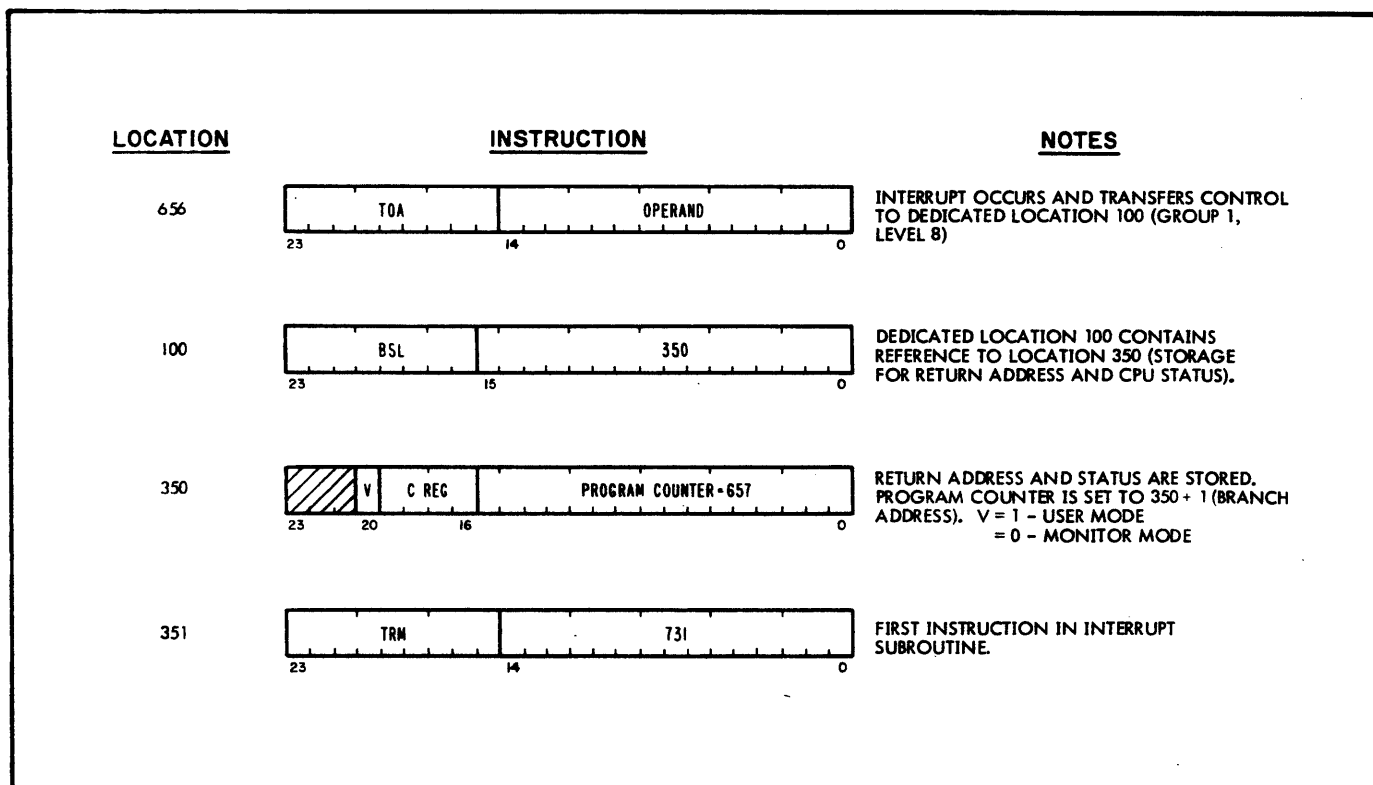 LOCATION INSTRUCTION NOTES
656 TOA OPERAND INTERRUPT OCCURS AND TRANSFERS CONTROL
TO DEDICATED LOCATION 100 (GROUP 1,
LEVEL 8)
23 14 0
100 BSL 350 DEDICATED LOCATION 100 CONTAINS
REFERENCE TO LOCATION 350 (STORAGE
FOR RETURN ADDRESS AND CPU STATUS).
23 15 0
350 V C REG PROGRAM COUNTER=657 RETURN ADDRESS AND STATUS ARE STORED.
PROGRAM COUNTER IS SET TO 350 + 1 (BRANCH
ADDRESS). V = 1 - USER MODE
= 0 - MONITOR MODE
23 20 16 0
351 TRM 731 FIRST INSTRUCTION IN INTERRUPT
SUBROUTINE.
23 14 0